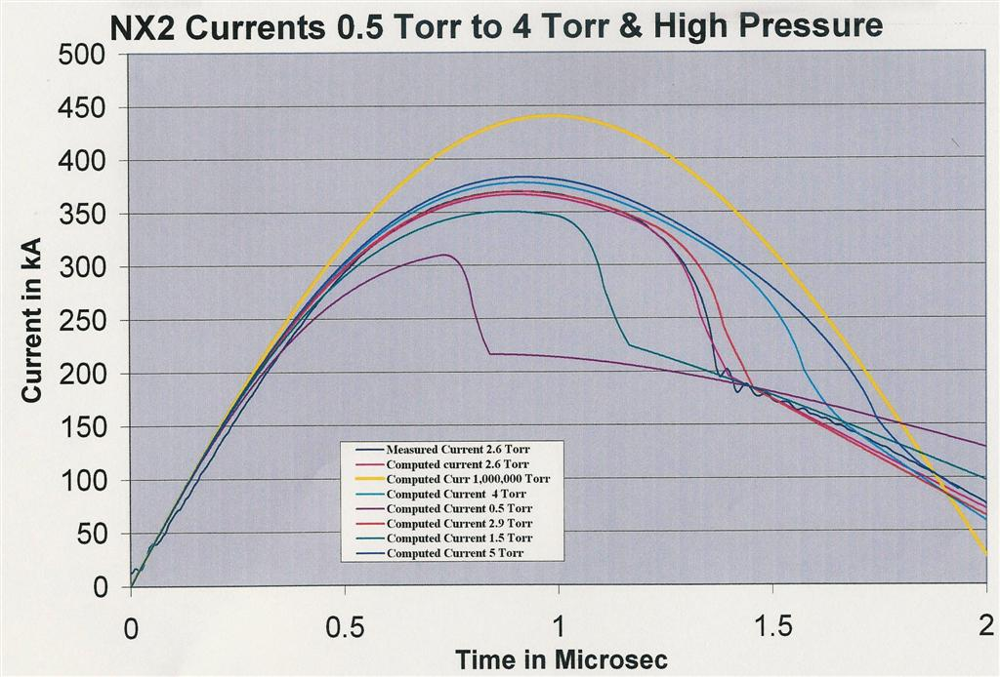 NX2 Currents 0.5 Torr to 4 Torr & High Pressure
500
450
400
350
300
250
200
150
100
50
0
Current in kA
Measured Current 2.6 Torr
Computed current 2.6 Torr
Computed Curr 1,000,000 Torr
Computed Current 4 Torr
Computed Current 0.5 Torr
Computed Current 2.9 Torr
Computed Current 1.5 Torr
Computed Current 5 Torr
0 0.5 1 1.5 2
Time in Microsec